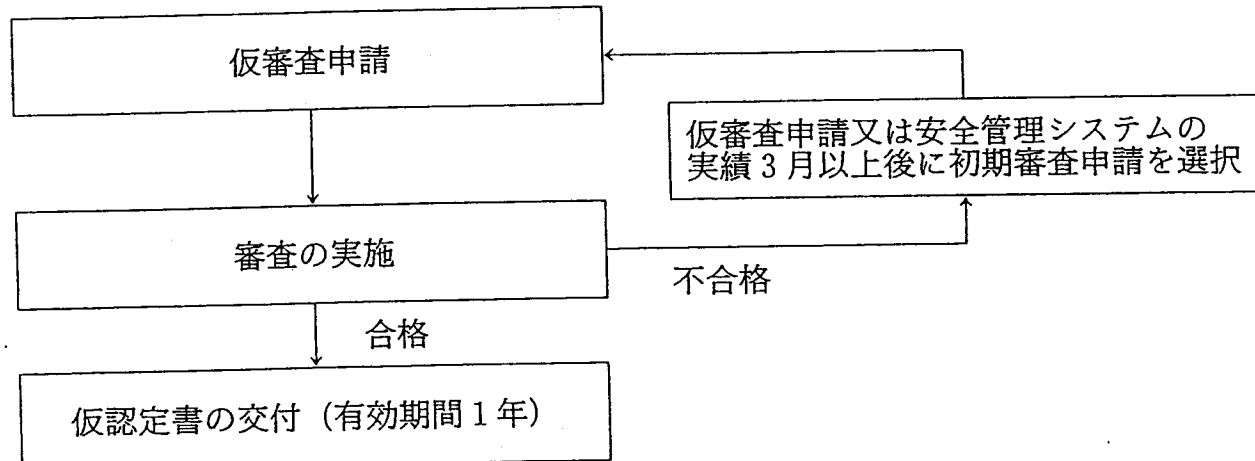 仮審査申請
仮審査申請又は安全管理システムの
実績3月以上後に初期審査申請を選択
審査の実施
不合格
合格
仮認定書の交付（有効期間1年）